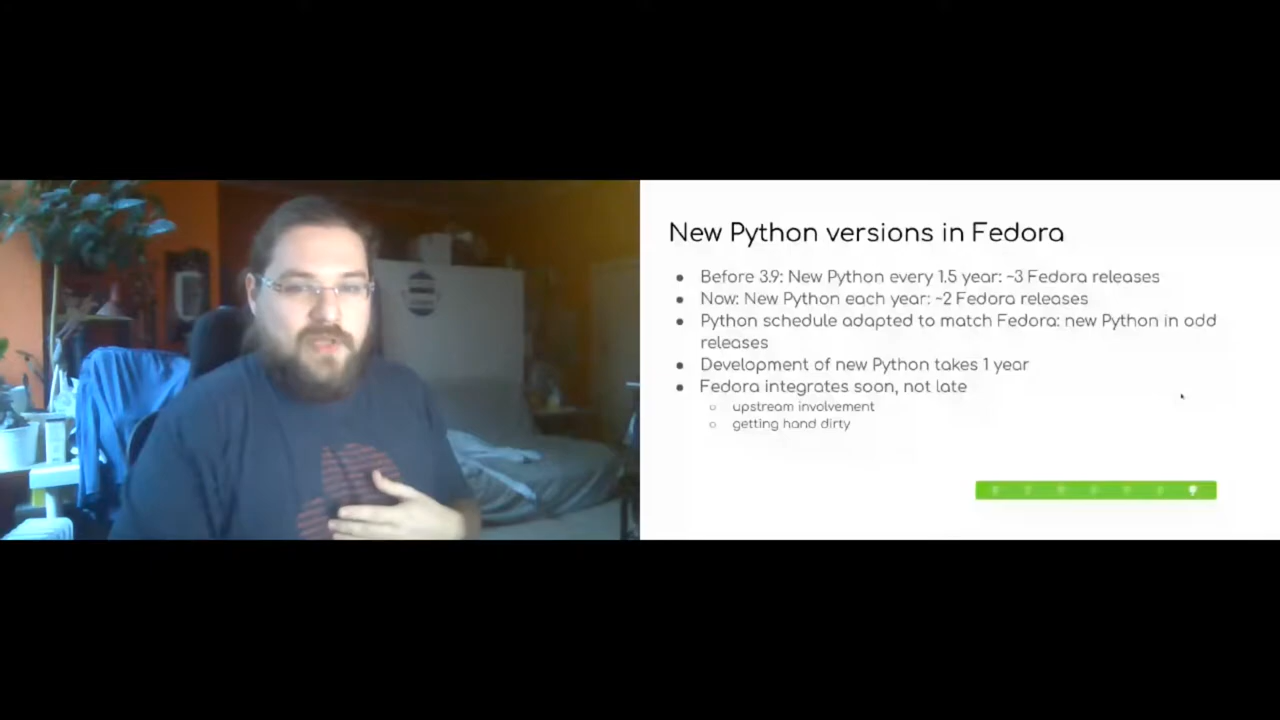 New Python versions in Fedora
● Before 3.9: New Python every 1.5 year: ~3 Fedora releases
● Now: New Python each year: ~2 Fedora releases
● Python schedule adapted to match Fedora: new Python in odd
releases
● Development of new Python takes 1 year
● Fedora integrates soon, not late
○ upstream involvement
○ getting hand dirty